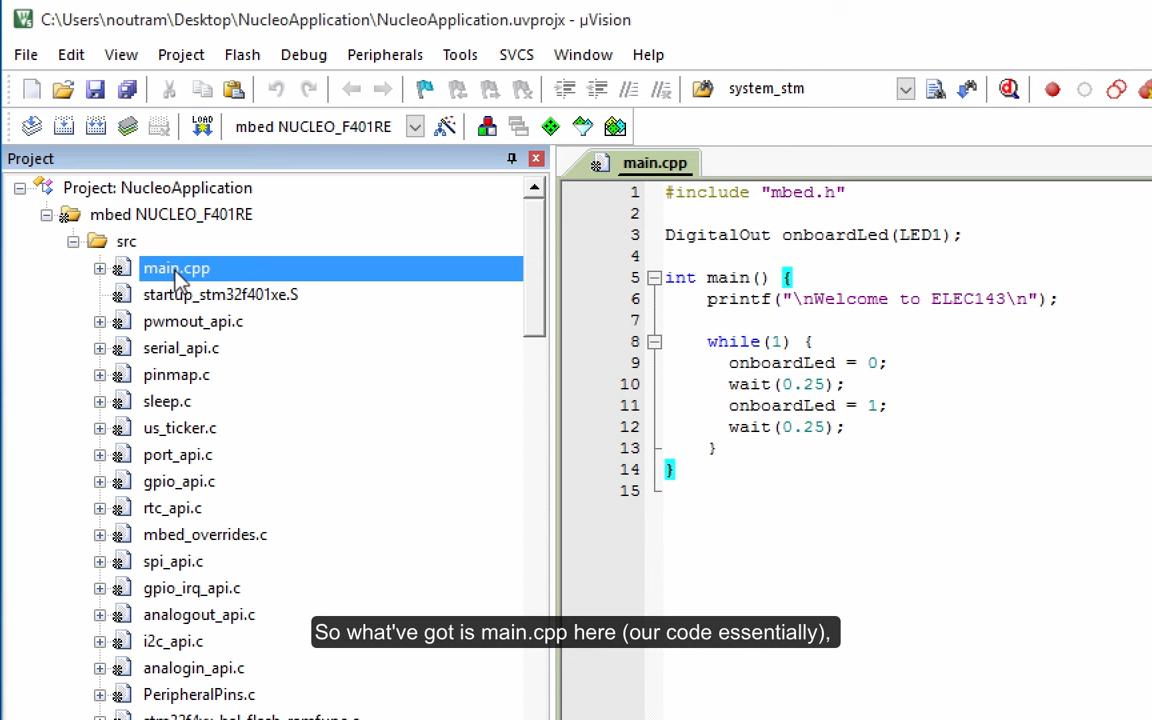 C:\Users\noutram\Desktop\NucleoApplication\NucleoApplication.uvprojx - µVision
File Edit View Project Flash Debug Peripherals Tools SVCS Window Help
system_stm
LOAD mbed NUCLEO_F401RE
Project
Project: NucleoApplication
mbed NUCLEO_F401RE
src
main.cpp
startup_stm32f401xe.S
pwmout_api.c
serial_api.c
pinmap.c
sleep.c
us_ticker.c
port_api.c
gpio_api.c
rtc_api.c
mbed_overrides.c
spi_api.c
gpio_irq_api.c
analogout_api.c
i2c_api.c
analogin_api.c
PeripheralPins.c
main.cpp
1 #include "mbed.h"
2
3 DigitalOut onboardLed(LED1);
4
5 int main() {
6 printf("\nWelcome to ELEC143\n");
7
8 while(1) {
9 onboardLed = 0;
10 wait(0.25);
11 onboardLed = 1;
12 wait(0.25);
13 }
14 }
15
So what've got is main.cpp here (our code essentially),